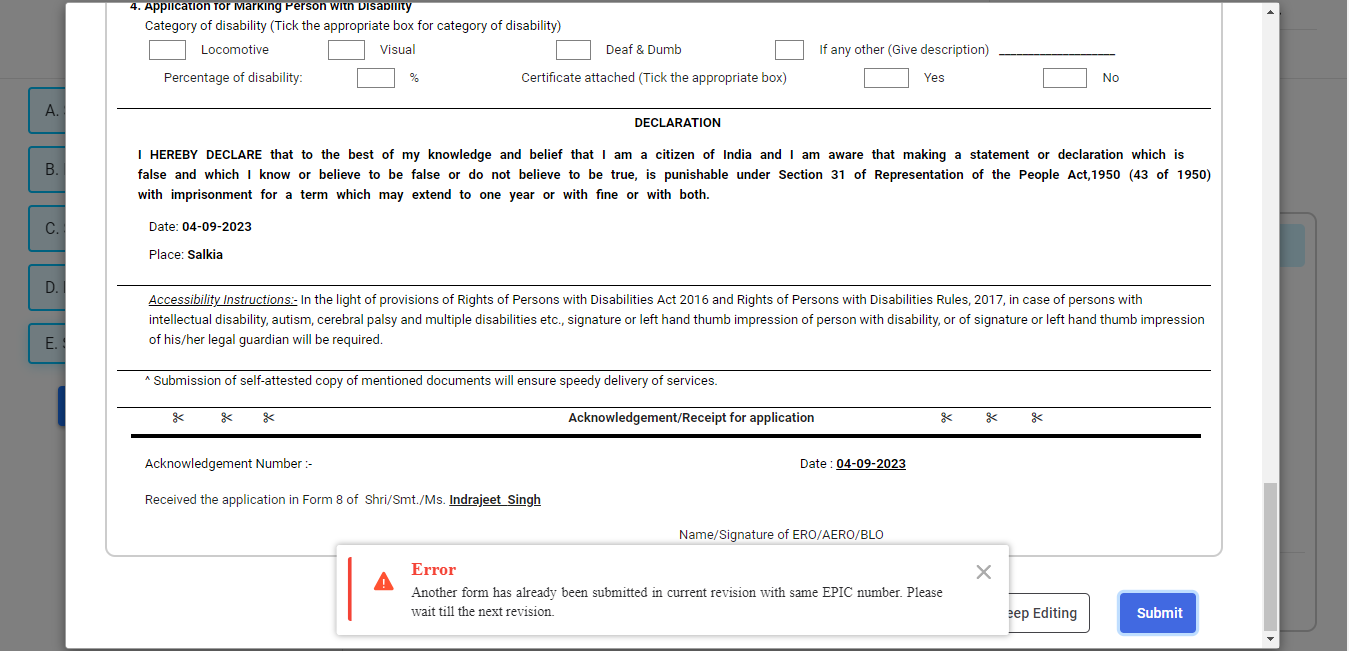 4. Application for Marking Person with Disability
Category of disability (Tick the appropriate box for category of disability)
Locomotive Visual Deaf & Dumb If any other (Give description) ___________________
Percentage of disability: % Certificate attached (Tick the appropriate box) Yes No
DECLARATION
I HEREBY DECLARE that to the best of my knowledge and belief that I am a citizen of India and I am aware that making a statement or declaration which is
false and which I know or believe to be false or do not believe to be true, is punishable under Section 31 of Representation of the People Act,1950 (43 of 1950)
with imprisonment for a term which may extend to one year or with fine or with both.
Date: 04-09-2023
Place: Salkia
Accessibility Instructions:- In the light of provisions of Rights of Persons with Disabilities Act 2016 and Rights of Persons with Disabilities Rules, 2017, in case of persons with
intellectual disability, autism, cerebral palsy and multiple disabilities etc., signature or left hand thumb impression of person with disability, or of signature or left hand thumb impression
of his/her legal guardian will be required.
^ Submission of self-attested copy of mentioned documents will ensure speedy delivery of services.
Acknowledgement/Receipt for application
Acknowledgement Number :- Date : 04-09-2023
Received the application in Form 8 of Shri/Smt./Ms. Indrajeet Singh
Name/Signature of ERO/AERO/BLO
Error
Another form has already been submitted in current revision with same EPIC number. Please
wait till the next revision.
Editing
Submit
A.
B.
C.
D.
E.